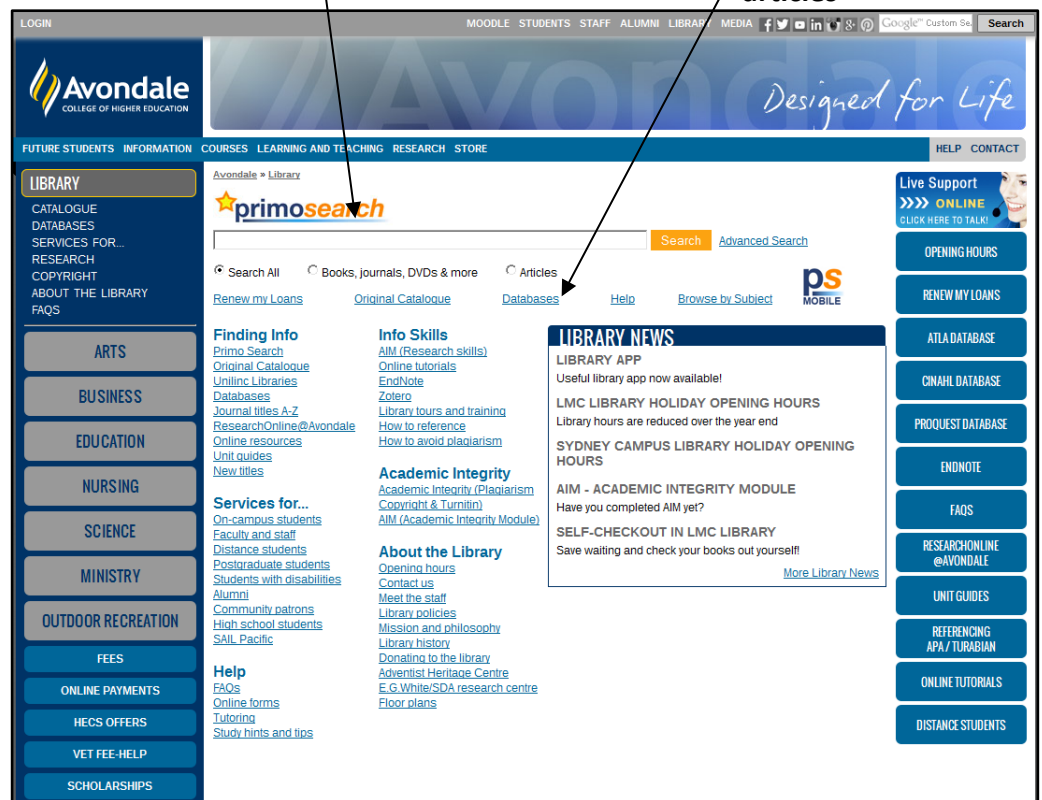 articles
LOGIN
MOODLE STUDENTS STAFF ALUMNI LIBRARY MEDIA
Google™ Custom Se
Search
Avondale
COLLEGE OF HIGHER EDUCATION
Avondale
Designed for Life
FUTURE STUDENTS INFORMATION COURSES LEARNING AND TEACHING RESEARCH STORE
HELP CONTACT
LIBRARY
CATALOGUE
DATABASES
SERVICES FOR...
RESEARCH
COPYRIGHT
ABOUT THE LIBRARY
FAQS
ARTS
BUSINESS
EDUCATION
NURSING
SCIENCE
MINISTRY
OUTDOOR RECREATION
FEES
ONLINE PAYMENTS
HECS OFFERS
VET FEE-HELP
SCHOLARSHIPS
Avondale » Library
primosearch
Search Advanced Search
Search All Books, journals, DVDs & more Articles
Renew my Loans Original Catalogue Databases Help Browse by Subject
ps
MOBILE
Finding Info
Primo Search
Original Catalogue
Unilinc Libraries
Databases
Journal titles A-Z
ResearchOnline@Avondale
Online resources
Unit guides
New titles
Services for...
On-campus students
Faculty and staff
Distance students
Postgraduate students
Students with disabilities
Alumni
Community patrons
High school students
SAIL Pacific
Help
FAQs
Online forms
Tutoring
Study hints and tips
Info Skills
AIM (Research skills)
Online tutorials
EndNote
Zotero
Library tours and training
How to reference
How to avoid plagiarism
Academic Integrity
Academic Integrity (Plagiarism
Copyright & Turnitin)
AIM (Academic Integrity Module)
About the Library
Opening hours
Contact us
Meet the staff
Library policies
Mission and philosophy
Library history
Donating to the library
Adventist Heritage Centre
E.G.White/SDA research centre
Floor plans
LIBRARY NEWS
LIBRARY APP
Useful library app now available!
LMC LIBRARY HOLIDAY OPENING HOURS
Library hours are reduced over the year end
SYDNEY CAMPUS LIBRARY HOLIDAY OPENING
HOURS
AIM - ACADEMIC INTEGRITY MODULE
Have you completed AIM yet?
SELF-CHECKOUT IN LMC LIBRARY
Save waiting and check your books out yourself!
More Library News
Live Support
ONLINE
CLICK HERE TO TALK!
OPENING HOURS
RENEW MY LOANS
ATLA DATABASE
CINAHL DATABASE
PROQUEST DATABASE
ENDNOTE
FAQS
RESEARCHONLINE
@AVONDALE
UNIT GUIDES
REFERENCING
APA / TURABIAN
ONLINE TUTORIALS
DISTANCE STUDENTS